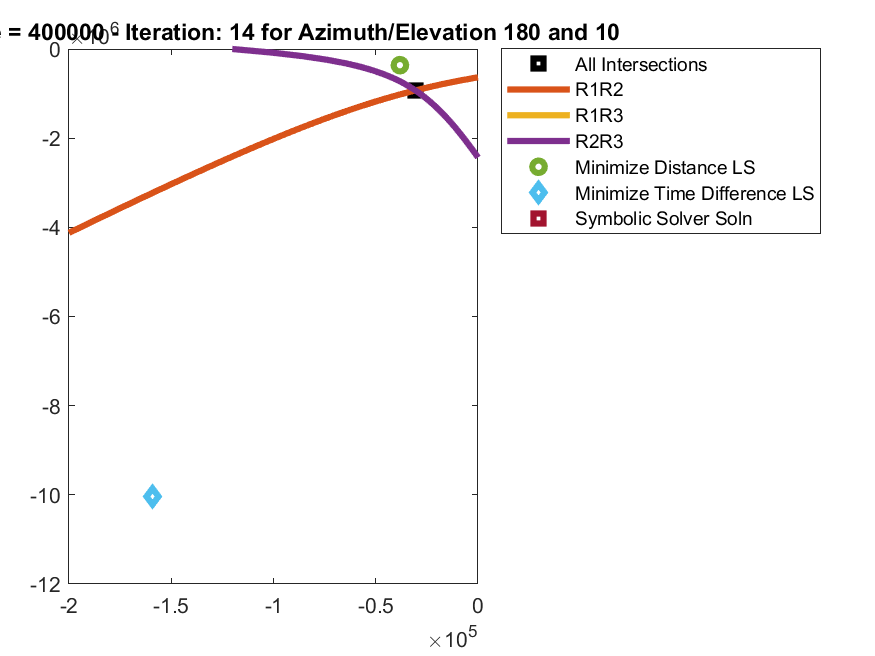 e = 400000 - Iteration: 14 for Azimuth/Elevation 180 and 10
×10^6
0
-2
-4
-6
-8
-10
-12
-2
-1.5
-1
-0.5
0
×10^5
All Intersections
R1R2
R1R3
R2R3
Minimize Distance LS
Minimize Time Difference LS
Symbolic Solver Soln